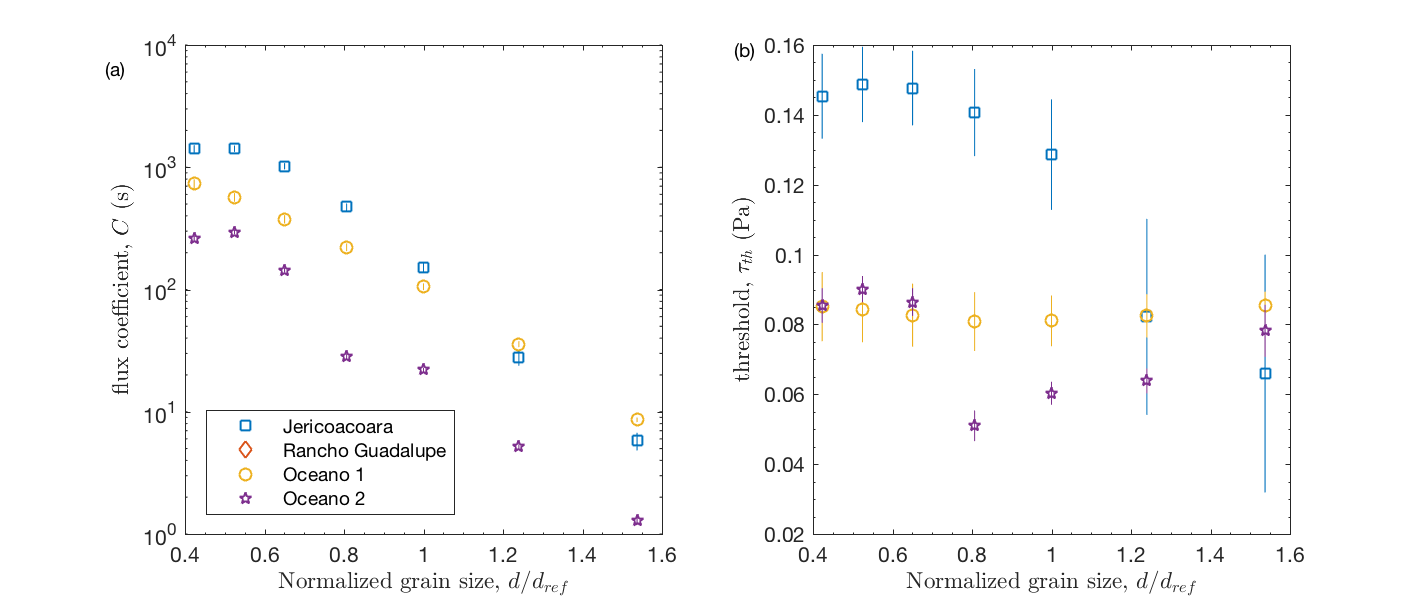 (a)
10^4
10^3
10^2
10^1
10^0
flux coefficient, C (s)
Jericoacoara
Rancho Guadalupe
Oceano 1
Oceano 2
0.4 0.6 0.8 1 1.2 1.4 1.6
Normalized grain size, d/d_ref
(b)
0.16
0.14
0.12
0.1
0.08
0.06
0.04
0.02
threshold, τ_th (Pa)
0.4 0.6 0.8 1 1.2 1.4 1.6
Normalized grain size, d/d_ref